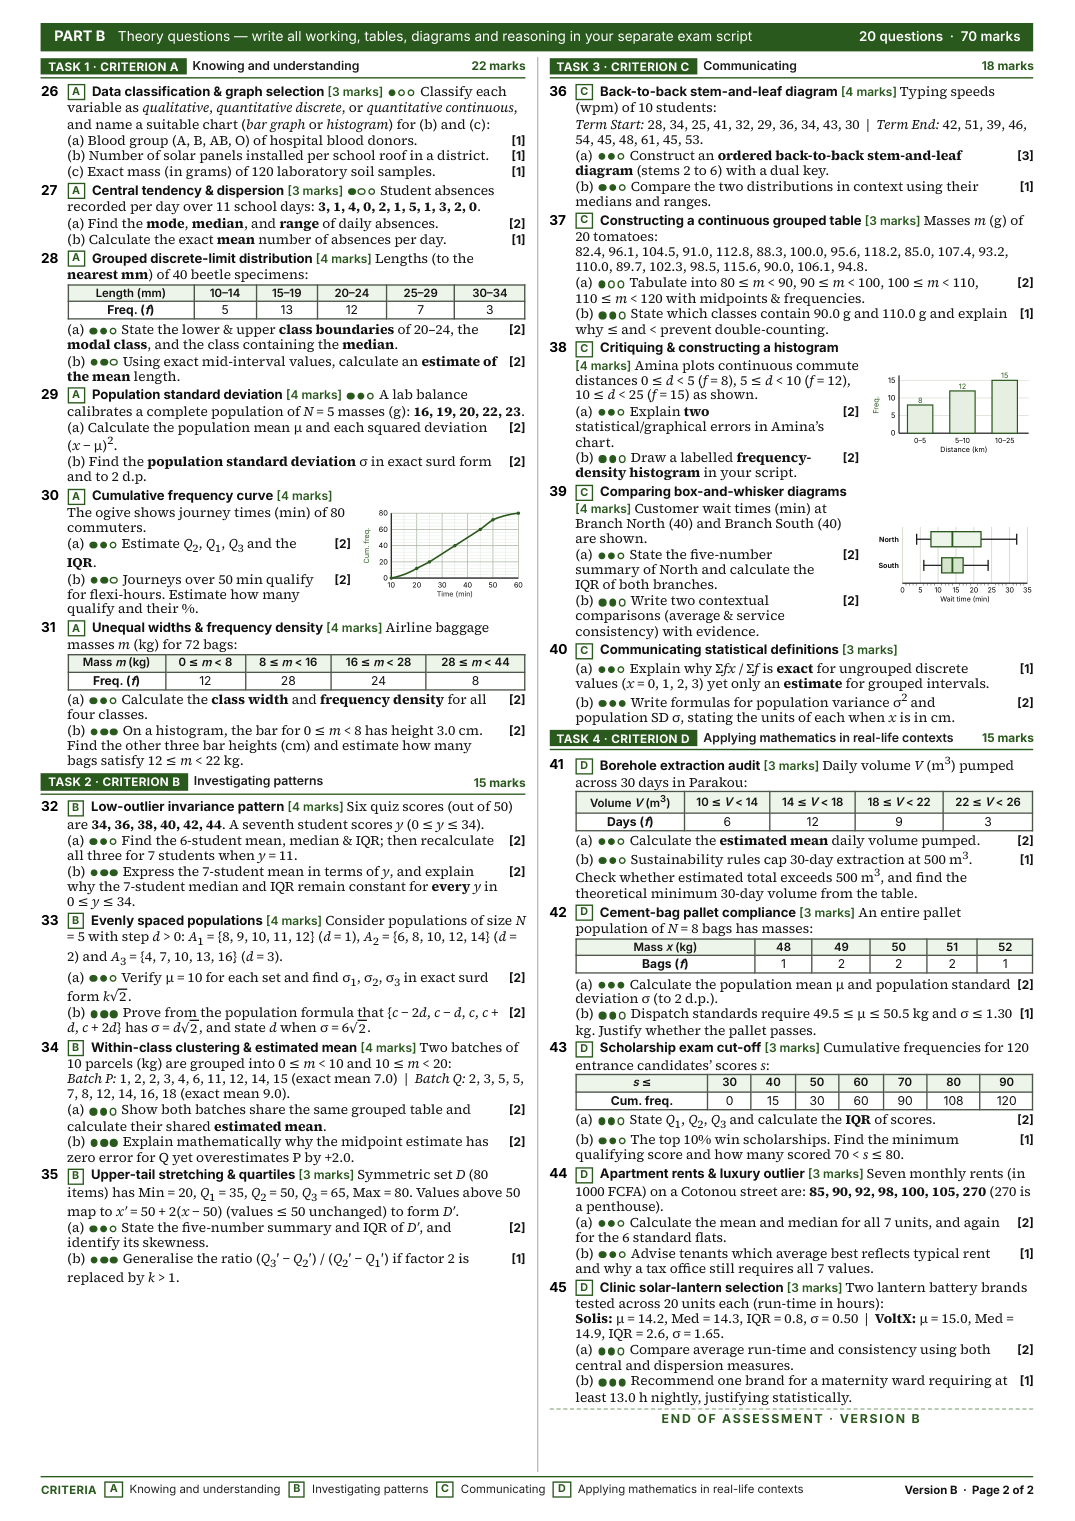 PART B Theory questions — write all working, tables, diagrams and reasoning in your separate exam script 20 questions · 70 marks
TASK 1 · CRITERION A Knowing and understanding 22 marks
26 A Data classification & graph selection [3 marks] ●○○ Classify each
variable as qualitative, quantitative discrete, or quantitative continuous,
and name a suitable chart (bar graph or histogram) for (b) and (c):
(a) Blood group (A, B, AB, O) of hospital blood donors. [1]
(b) Number of solar panels installed per school roof in a district. [1]
(c) Exact mass (in grams) of 120 laboratory soil samples. [1]
27 A Central tendency & dispersion [3 marks] ●○○ Student absences
recorded per day over 11 school days: 3, 1, 4, 0, 2, 1, 5, 1, 3, 2, 0.
(a) Find the mode, median, and range of daily absences. [2]
(b) Calculate the exact mean number of absences per day. [1]
28 A Grouped discrete-limit distribution [4 marks] Lengths (to the
nearest mm) of 40 beetle specimens:
Length (mm) 10–14 15–19 20–24 25–29 30–34
Freq. (f) 5 13 12 7 3
(a) ●●○ State the lower & upper class boundaries of 20–24, the [2]
modal class, and the class containing the median.
(b) ●●○ Using exact mid-interval values, calculate an estimate of [2]
the mean length.
29 A Population standard deviation [4 marks] ●●○ A lab balance
calibrates a complete population of N = 5 masses (g): 16, 19, 20, 22, 23.
(a) Calculate the population mean μ and each squared deviation [2]
(x − μ)².
(b) Find the population standard deviation σ in exact surd form [2]
and to 2 d.p.
30 A Cumulative frequency curve [4 marks]
The ogive shows journey times (min) of 80
commuters.
(a) ●●○ Estimate Q₂, Q₁, Q₃ and the [2]
IQR.
(b) ●●○ Journeys over 50 min qualify [2]
for flexi-hours. Estimate how many
qualify and their %.
Cum. freq.
80
60
40
20
0
10 20 30 40 50 60
Time (min)
31 A Unequal widths & frequency density [4 marks] Airline baggage
masses m (kg) for 72 bags:
Mass m (kg) 0 ≤ m < 8 8 ≤ m < 16 16 ≤ m < 28 28 ≤ m < 44
Freq. (f) 12 28 24 8
(a) ●●○ Calculate the class width and frequency density for all [2]
four classes.
(b) ●●● On a histogram, the bar for 0 ≤ m < 8 has height 3.0 cm. [2]
Find the other three bar heights (cm) and estimate how many
bags satisfy 12 ≤ m < 22 kg.
TASK 2 · CRITERION B Investigating patterns 15 marks
32 B Low-outlier invariance pattern [4 marks] Six quiz scores (out of 50)
are 34, 36, 38, 40, 42, 44. A seventh student scores y (0 ≤ y ≤ 34).
(a) ●●○ Find the 6-student mean, median & IQR; then recalculate [2]
all three for 7 students when y = 11.
(b) ●●● Express the 7-student mean in terms of y, and explain [2]
why the 7-student median and IQR remain constant for every y in
0 ≤ y ≤ 34.
33 B Evenly spaced populations [4 marks] Consider populations of size N
= 5 with step d > 0: A₁ = {8, 9, 10, 11, 12} (d = 1), A₂ = {6, 8, 10, 12, 14} (d =
2) and A₃ = {4, 7, 10, 13, 16} (d = 3).
(a) ●●○ Verify μ = 10 for each set and find σ₁, σ₂, σ₃ in exact surd [2]
form k√2.
(b) ●●● Prove from the population formula that {c − 2d, c − d, c, c + [2]
d, c + 2d} has σ = d√2, and state d when σ = 6√2.
34 B Within-class clustering & estimated mean [4 marks] Two batches of
10 parcels (kg) are grouped into 0 ≤ m < 10 and 10 ≤ m < 20:
Batch P: 1, 2, 2, 3, 4, 6, 11, 12, 14, 15 (exact mean 7.0) | Batch Q: 2, 3, 5, 5,
7, 8, 12, 14, 16, 18 (exact mean 9.0).
(a) ●●○ Show both batches share the same grouped table and [2]
calculate their shared estimated mean.
(b) ●●● Explain mathematically why the midpoint estimate has [2]
zero error for Q yet overestimates P by +2.0.
35 B Upper-tail stretching & quartiles [3 marks] Symmetric set D (80
items) has Min = 20, Q₁ = 35, Q₂ = 50, Q₃ = 65, Max = 80. Values above 50
map to x′ = 50 + 2(x − 50) (values ≤ 50 unchanged) to form D′.
(a) ●●○ State the five-number summary and IQR of D′, and [2]
identify its skewness.
(b) ●●● Generalise the ratio (Q₃′ − Q₂′) / (Q₂′ − Q₁′) if factor 2 is [1]
replaced by k > 1.
TASK 3 · CRITERION C Communicating 18 marks
36 C Back-to-back stem-and-leaf diagram [4 marks] Typing speeds
(wpm) of 10 students:
Term Start: 28, 34, 25, 41, 32, 29, 36, 34, 43, 30 | Term End: 42, 51, 39, 46,
54, 45, 48, 61, 45, 53.
(a) ●●○ Construct an ordered back-to-back stem-and-leaf [3]
diagram (stems 2 to 6) with a dual key.
(b) ●●○ Compare the two distributions in context using their [1]
medians and ranges.
37 C Constructing a continuous grouped table [3 marks] Masses m (g) of
20 tomatoes:
82.4, 96.1, 104.5, 91.0, 112.8, 88.3, 100.0, 95.6, 118.2, 85.0, 107.4, 93.2,
110.0, 89.7, 102.3, 98.5, 115.6, 90.0, 106.1, 94.8.
(a) ●○○ Tabulate into 80 ≤ m < 90, 90 ≤ m < 100, 100 ≤ m < 110, [2]
110 ≤ m < 120 with midpoints & frequencies.
(b) ●●○ State which classes contain 90.0 g and 110.0 g and explain [1]
why ≤ and < prevent double-counting.
38 C Critiquing & constructing a histogram
[4 marks] Amina plots continuous commute
distances 0 ≤ d < 5 (f = 8), 5 ≤ d < 10 (f = 12),
10 ≤ d < 25 (f = 15) as shown.
(a) ●●○ Explain two [2]
statistical/graphical errors in Amina's
chart.
(b) ●●○ Draw a labelled frequency- [2]
density histogram in your script.
Freq.
15
10
5
0
8 12 15
0–5 5–10 10–25
Distance (km)
39 C Comparing box-and-whisker diagrams
[4 marks] Customer wait times (min) at
Branch North (40) and Branch South (40)
are shown.
(a) ●●○ State the five-number [2]
summary of North and calculate the
IQR of both branches.
(b) ●●○ Write two contextual [2]
comparisons (average & service
consistency) with evidence.
North
South
0 5 10 15 20 25 30 35
Wait time (min)
40 C Communicating statistical definitions [3 marks]
(a) ●●○ Explain why Σfx / Σf is exact for ungrouped discrete [1]
values (x = 0, 1, 2, 3) yet only an estimate for grouped intervals.
(b) ●●● Write formulas for population variance σ² and [2]
population SD σ, stating the units of each when x is in cm.
TASK 4 · CRITERION D Applying mathematics in real-life contexts 15 marks
41 D Borehole extraction audit [3 marks] Daily volume V (m³) pumped
across 30 days in Parakou:
Volume V (m³) 10 ≤ V < 14 14 ≤ V < 18 18 ≤ V < 22 22 ≤ V < 26
Days (f) 6 12 9 3
(a) ●●○ Calculate the estimated mean daily volume pumped. [2]
(b) ●●○ Sustainability rules cap 30-day extraction at 500 m³. [1]
Check whether estimated total exceeds 500 m³, and find the
theoretical minimum 30-day volume from the table.
42 D Cement-bag pallet compliance [3 marks] An entire pallet
population of N = 8 bags has masses:
Mass x (kg) 48 49 50 51 52
Bags (f) 1 2 2 2 1
(a) ●●● Calculate the population mean μ and population standard [2]
deviation σ (to 2 d.p.).
(b) ●●○ Dispatch standards require 49.5 ≤ μ ≤ 50.5 kg and σ ≤ 1.30 [1]
kg. Justify whether the pallet passes.
43 D Scholarship exam cut-off [3 marks] Cumulative frequencies for 120
entrance candidates' scores s:
s ≤ 30 40 50 60 70 80 90
Cum. freq. 0 15 30 60 90 108 120
(a) ●●○ State Q₁, Q₂, Q₃ and calculate the IQR of scores. [2]
(b) ●●○ The top 10% win scholarships. Find the minimum [1]
qualifying score and how many scored 70 < s ≤ 80.
44 D Apartment rents & luxury outlier [3 marks] Seven monthly rents (in
1000 FCFA) on a Cotonou street are: 85, 90, 92, 98, 100, 105, 270 (270 is
a penthouse).
(a) ●●○ Calculate the mean and median for all 7 units, and again [2]
for the 6 standard flats.
(b) ●●○ Advise tenants which average best reflects typical rent [1]
and why a tax office still requires all 7 values.
45 D Clinic solar-lantern selection [3 marks] Two lantern battery brands
tested across 20 units each (run-time in hours):
Solis: μ = 14.2, Med = 14.3, IQR = 0.8, σ = 0.50 | VoltX: μ = 15.0, Med =
14.9, IQR = 2.6, σ = 1.65.
(a) ●●○ Compare average run-time and consistency using both [2]
central and dispersion measures.
(b) ●●● Recommend one brand for a maternity ward requiring at [1]
least 13.0 h nightly, justifying statistically.
END OF ASSESSMENT · VERSION B
CRITERIA A Knowing and understanding B Investigating patterns C Communicating D Applying mathematics in real-life contexts Version B · Page 2 of 2